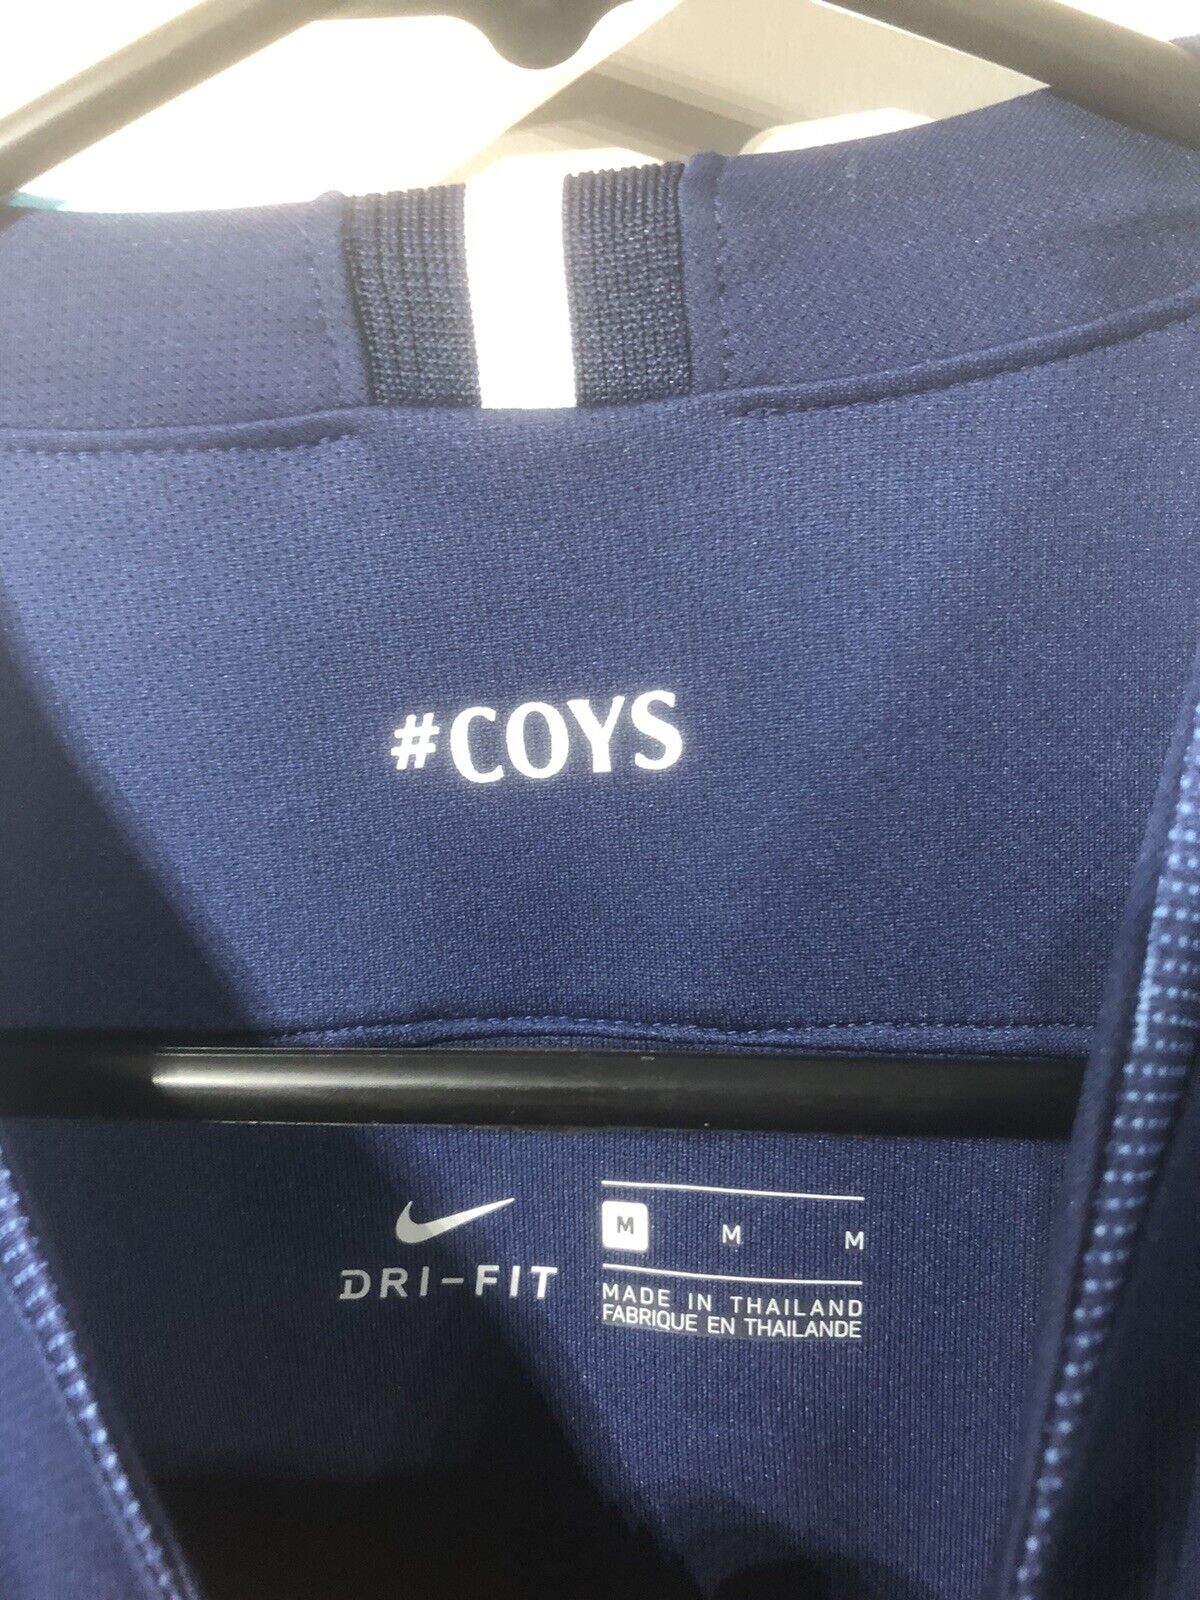 #COYS
DRI-FIT
M M M
MADE IN THAILAND
FABRIQUE EN THAILANDE